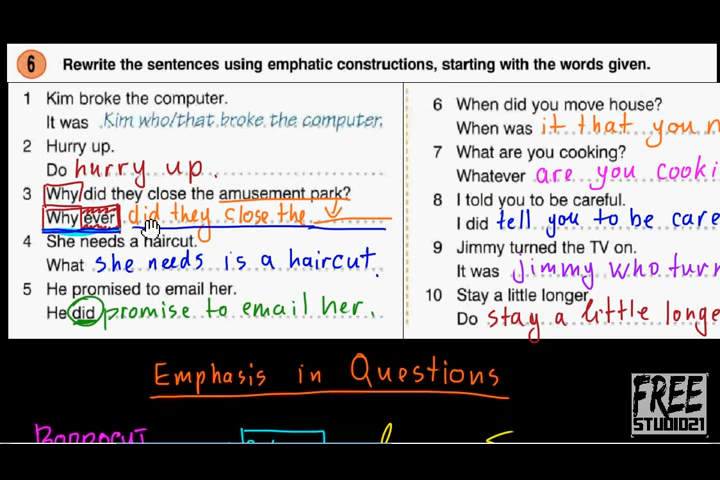 6 Rewrite the sentences using emphatic constructions, starting with the words given.
1 Kim broke the computer.
It was Kim who/that broke the computer.
2 Hurry up.
Do hurry up.
3 Why did they close the amusement park?
Why ever did they close the
4 She needs a haircut.
What she needs is a haircut.
5 He promised to email her.
He did promise to email her.
6 When did you move house?
When was it that you
7 What are you cooking?
Whatever are you cooki
8 I told you to be careful.
I did tell you to be care
9 Jimmy turned the TV on.
It was Jimmy who turn
10 Stay a little longer.
Do stay a little longe
Emphasis in Questions
FREE
STUDIO21